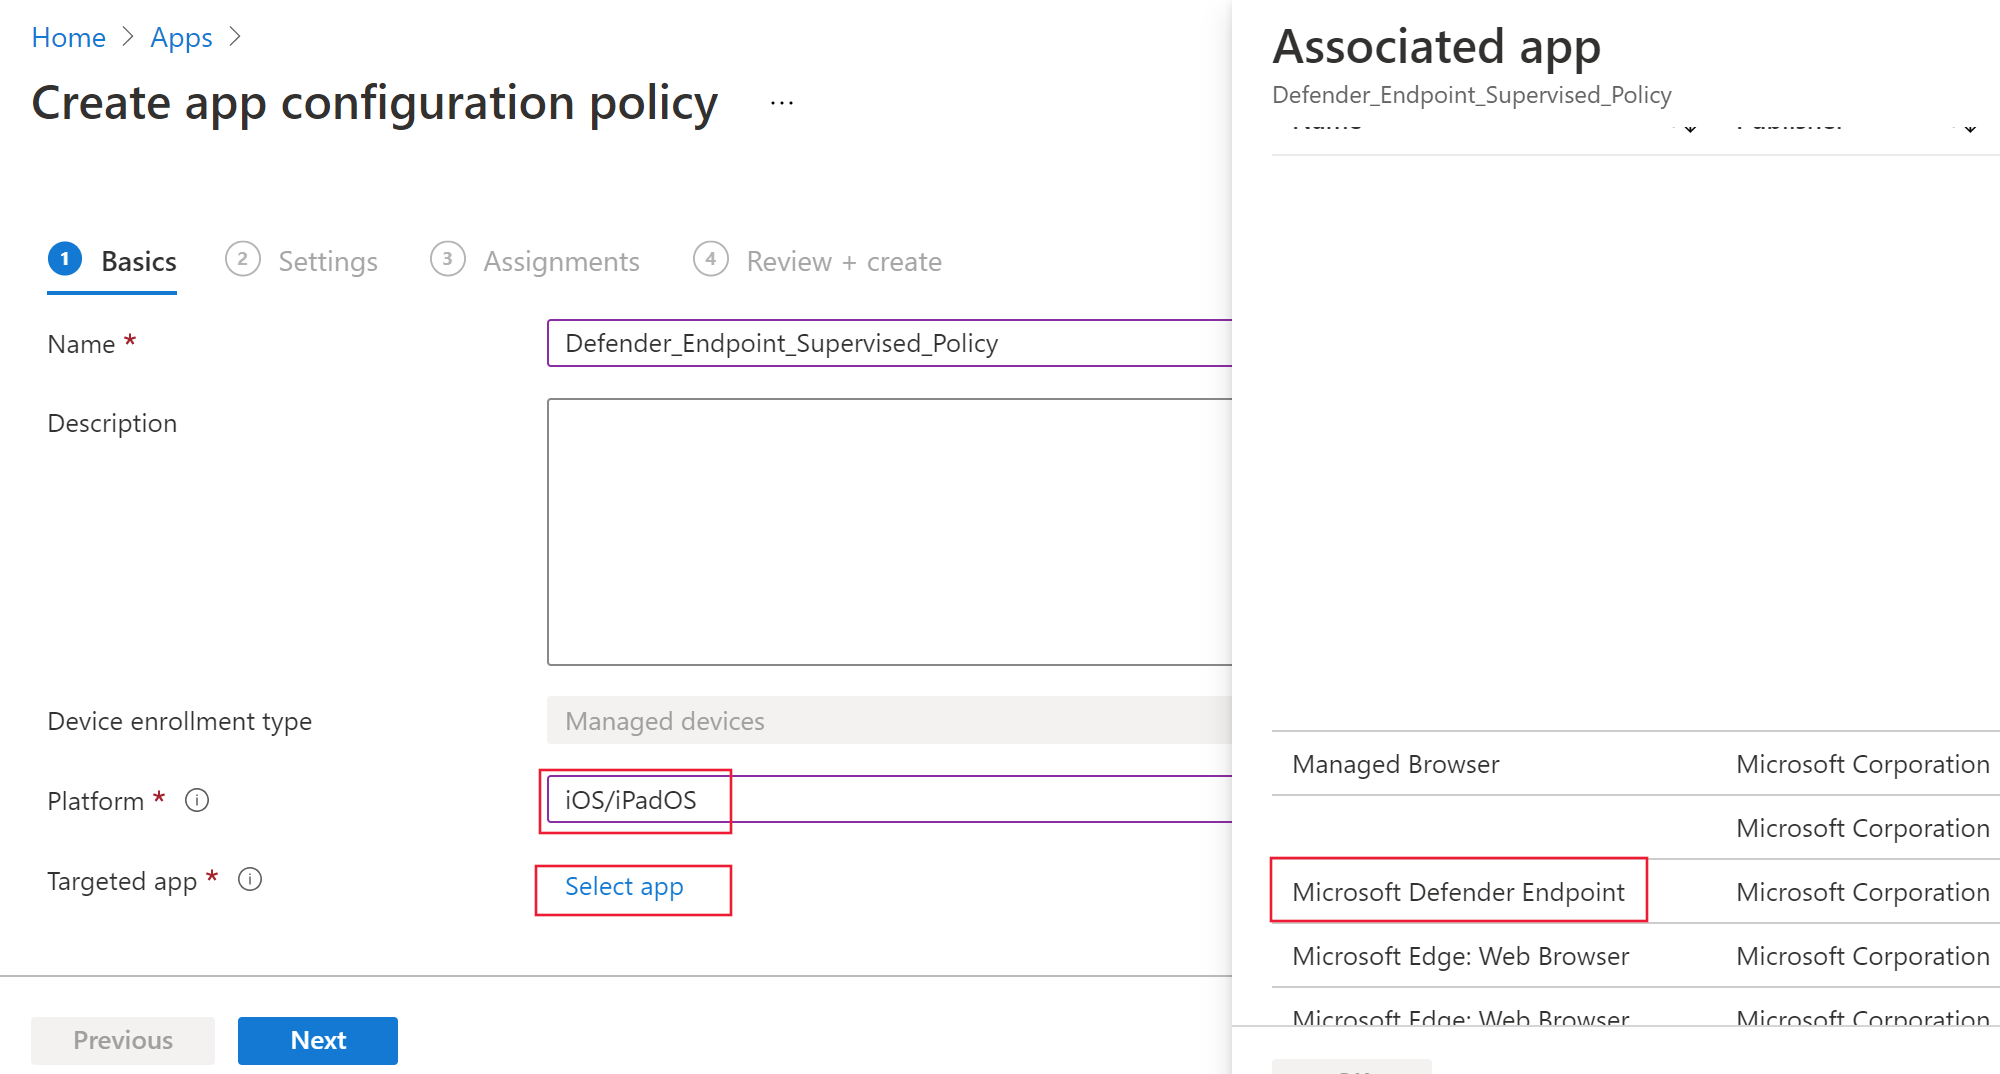 Home > Apps >
Create app configuration policy ...
1 Basics
2 Settings
3 Assignments
4 Review + create
Name *
Defender_Endpoint_Supervised_Policy
Description
Device enrollment type
Managed devices
Platform *
iOS/iPadOS
Targeted app *
Select app
Previous
Next
Associated app
Defender_Endpoint_Supervised_Policy
Name Publisher
Managed Browser Microsoft Corporation
Microsoft Corporation
Microsoft Defender Endpoint Microsoft Corporation
Microsoft Edge: Web Browser Microsoft Corporation
Microsoft Edge: Web Browser Microsoft Corporation